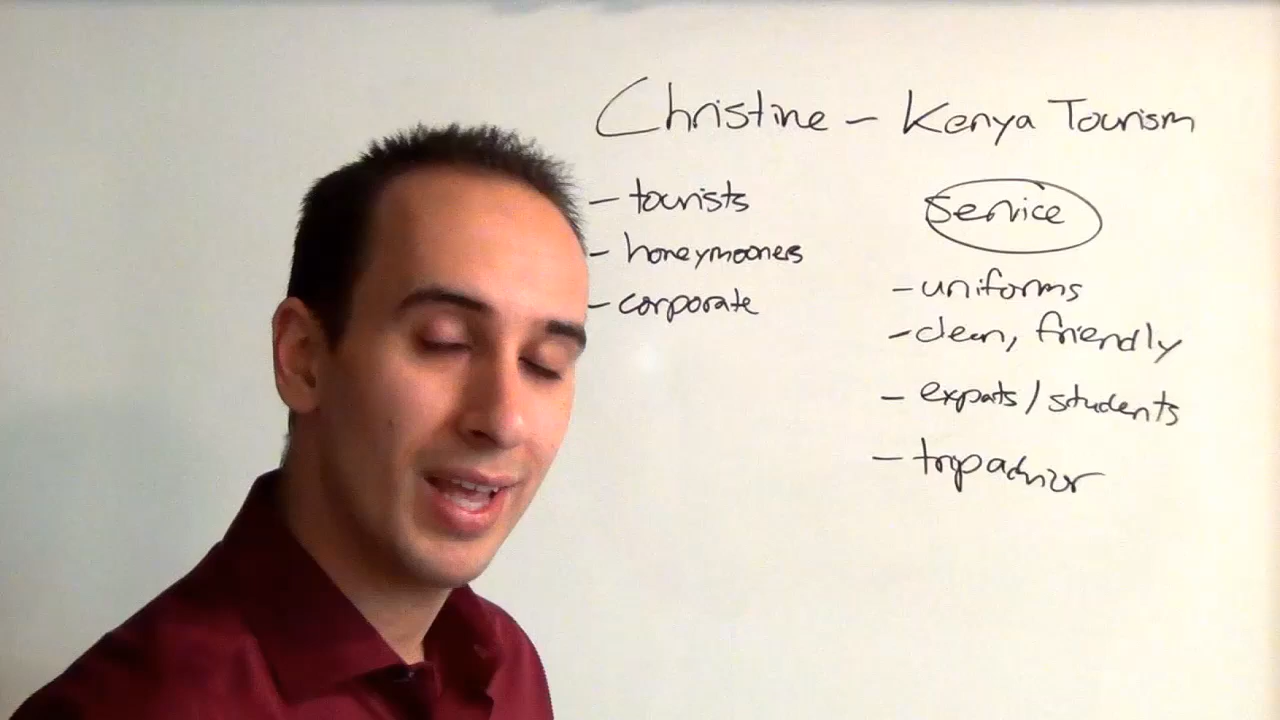 Christine - Kenya Tourism
- tourists
- honeymooners
- corporate
Service
- uniforms
- clean, friendly
- expats/students
- tripadvisor